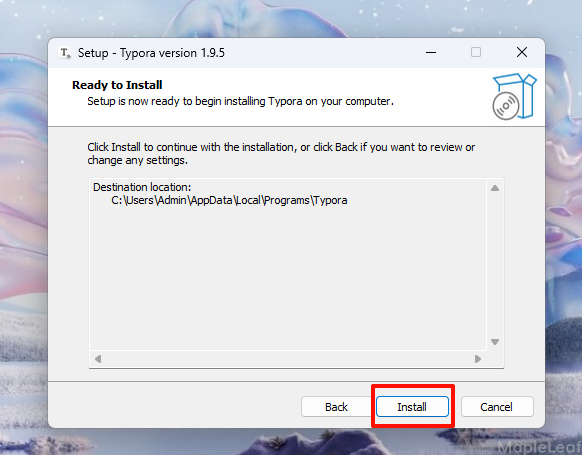 Setup - Typora version 1.9.5
Ready to Install
Setup is now ready to begin installing Typora on your computer.
Click Install to continue with the installation, or click Back if you want to review or
change any settings.
Destination location:
C:\Users\Admin\AppData\Local\Programs\Typora
Back
Install
Cancel
MapleLeaf